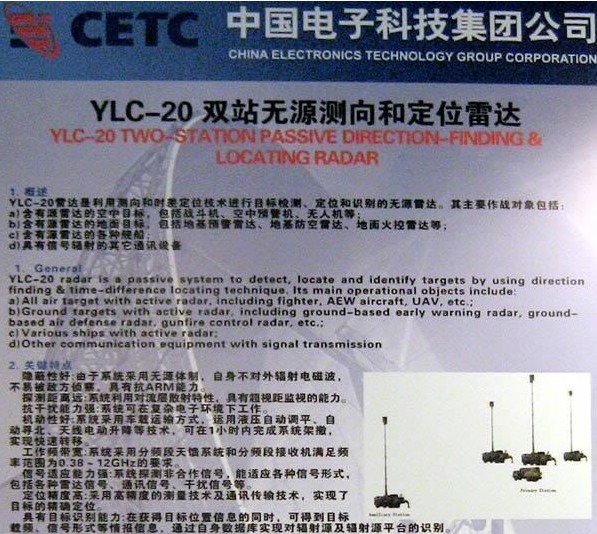 CETC 中国电子科技集团公司
CHINA ELECTRONICS TECHNOLOGY GROUP CORPORATION
YLC-20 双站无源测向和定位雷达
YLC-20 TWO-STATION PASSIVE DIRECTION-FINDING &
LOCATING RADAR
1. 概述
YLC-20雷达是利用测向和时差定位技术进行目标检测、定位和识别的无源雷达。其主要作战对象包括:
a)含有源雷达的空中目标,包括战斗机、空中预警机、无人机等;
b)含有源雷达的地面目标,包括地基预警雷达、地基防空雷达、地面火控雷达等;
c)含有源雷达的各种舰船;
d)具有信号辐射的其它通讯设备
1. General
YLC-20 radar is a passive system to detect, locate and identify targets by using direction
finding & time-difference locating technique. Its main operational objects include:
a)All air target with active radar, including fighter, AEW aircraft, UAV, etc.;
b)Ground targets with active radar, including ground-based early warning radar, ground-
based air defense radar, gunfire control radar, etc.;
c)Various ships with active radar;
d)Other communication equipment with signal transmission
2. 关键特点
隐蔽性好:由于系统采用无源体制,自身不对外辐射电磁波,
不易被敌方侦察,具有抗ARM能力。
探测距离远:系统利用对流层散射特性,具有超视距监视的能力。
抗干扰能力强:系统可在复杂电子环境下工作。
机动性好:系统采用车载运输方式,运用液压自动调平、自
动寻北、天线电动升降等技术,可在1小时内完成系统架撤,
实现快速转移。
工作频带宽:系统采用分频段天馈系统和分频段接收机满足频
率范围为0.38~12GHz的要求。
信号适应能力强:系统探测非合作信号,能适应各种信号形式,
包括各种雷达信号、通讯信号、干扰信号等。
定位精度高:采用高精度的测量技术及通讯传输技术,实现了
目标的精确定位。
具有目标识别能力:在获得目标位置信息的同时,可得到目标
载频、信号形式等情报信息,通过自身数据库实现对辐射源及辐射源平台的识别。
Primary Station
Auxiliary Station